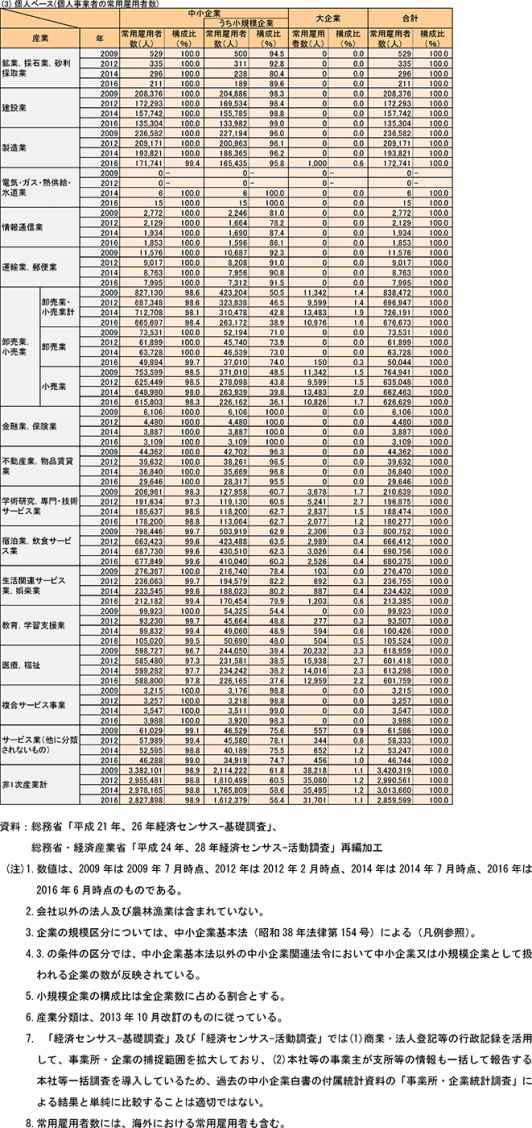 (3) 個人ベース(個人事業者の常用雇用者数)
産業 年 中小企業 うち小規模企業 大企業 合計
常用雇用者数(人) 構成比(%) 常用雇用者数(人) 構成比(%) 常用雇用者数(人) 構成比(%) 常用雇用者数(人) 構成比(%)
鉱業, 採石業, 砂利採取業
2009 529 100.0 500 94.5 0 0.0 529 100.0
2012 335 100.0 311 92.8 0 0.0 335 100.0
2014 296 100.0 238 80.4 0 0.0 296 100.0
2016 211 100.0 189 89.6 0 0.0 211 100.0
建設業
2009 208,376 100.0 204,886 98.3 0 0.0 208,376 100.0
2012 172,293 100.0 169,534 98.4 0 0.0 172,293 100.0
2014 157,742 100.0 155,785 98.8 0 0.0 157,742 100.0
2016 135,304 100.0 133,982 99.0 0 0.0 135,304 100.0
製造業
2009 236,582 100.0 227,194 96.0 0 0.0 236,582 100.0
2012 209,171 100.0 200,963 96.1 0 0.0 209,171 100.0
2014 193,821 100.0 186,365 96.2 0 0.0 193,821 100.0
2016 171,741 99.4 165,435 95.8 1,000 0.6 172,741 100.0
電気・ガス・熱供給・水道業
2009 0 - 0 - 0 - 0 -
2012 0 - 0 - 0 - 0 -
2014 6 100.0 6 100.0 0 0.0 6 100.0
2016 15 100.0 15 100.0 0 0.0 15 100.0
情報通信業
2009 2,772 100.0 2,246 81.0 0 0.0 2,772 100.0
2012 2,129 100.0 1,664 78.2 0 0.0 2,129 100.0
2014 1,934 100.0 1,690 87.4 0 0.0 1,934 100.0
2016 1,853 100.0 1,596 86.1 0 0.0 1,853 100.0
運輸業, 郵便業
2009 11,576 100.0 10,687 92.3 0 0.0 11,576 100.0
2012 9,017 100.0 8,208 91.0 0 0.0 9,017 100.0
2014 8,763 100.0 7,956 90.8 0 0.0 8,763 100.0
2016 7,995 100.0 7,312 91.5 0 0.0 7,995 100.0
卸売業, 小売業
卸売業・小売業計
2009 827,130 98.6 423,204 50.5 11,342 1.4 838,472 100.0
2012 687,348 98.6 323,838 46.5 9,599 1.4 696,947 100.0
2014 712,708 98.1 310,478 42.8 13,483 1.9 726,191 100.0
2016 665,697 98.4 263,172 38.9 10,976 1.6 676,673 100.0
卸売業
2009 73,531 100.0 52,194 71.0 0 0.0 73,531 100.0
2012 61,899 100.0 45,740 73.9 0 0.0 61,899 100.0
2014 63,728 100.0 46,539 73.0 0 0.0 63,728 100.0
2016 49,894 99.7 37,010 74.0 150 0.3 50,044 100.0
小売業
2009 753,599 98.5 371,010 48.5 11,342 1.5 764,941 100.0
2012 625,449 98.5 278,098 43.8 9,599 1.5 635,048 100.0
2014 648,980 98.0 263,939 39.8 13,483 2.0 662,463 100.0
2016 615,803 98.3 226,162 36.1 10,826 1.7 626,629 100.0
金融業, 保険業
2009 6,106 100.0 6,106 100.0 0 0.0 6,106 100.0
2012 4,480 100.0 4,480 100.0 0 0.0 4,480 100.0
2014 3,887 100.0 3,887 100.0 0 0.0 3,887 100.0
2016 3,109 100.0 3,109 100.0 0 0.0 3,109 100.0
不動産業, 物品賃貸業
2009 44,362 100.0 42,702 96.3 0 0.0 44,362 100.0
2012 39,632 100.0 38,261 96.5 0 0.0 39,632 100.0
2014 36,840 100.0 35,669 96.8 0 0.0 36,840 100.0
2016 29,646 100.0 28,317 95.5 0 0.0 29,646 100.0
学術研究, 専門・技術サービス業
2009 206,961 98.3 127,958 60.7 3,678 1.7 210,639 100.0
2012 191,634 97.3 119,130 60.5 5,241 2.7 196,875 100.0
2014 185,637 98.5 118,200 62.7 2,837 1.5 188,474 100.0
2016 178,200 98.8 113,064 62.7 2,077 1.2 180,277 100.0
宿泊業, 飲食サービス業
2009 798,446 99.7 503,919 62.9 2,306 0.3 800,752 100.0
2012 663,423 99.6 423,488 63.5 2,989 0.4 666,412 100.0
2014 687,730 99.6 430,510 62.3 3,026 0.4 690,756 100.0
2016 677,849 99.6 410,040 60.3 2,526 0.4 680,375 100.0
生活関連サービス業, 娯楽業
2009 276,367 100.0 216,740 78.4 103 0.0 276,470 100.0
2012 236,063 99.7 194,579 82.2 692 0.3 236,755 100.0
2014 233,545 99.6 188,023 80.2 887 0.4 234,432 100.0
2016 212,182 99.4 170,454 79.9 1,203 0.6 213,385 100.0
教育, 学習支援業
2009 99,923 100.0 54,325 54.4 0 0.0 99,923 100.0
2012 93,230 99.7 45,664 48.8 277 0.3 93,507 100.0
2014 99,832 99.4 49,060 48.9 594 0.6 100,426 100.0
2016 105,020 99.5 50,690 48.0 504 0.5 105,524 100.0
医療, 福祉
2009 598,727 96.7 244,050 39.4 20,232 3.3 618,959 100.0
2012 585,480 97.3 231,581 38.5 15,938 2.7 601,418 100.0
2014 599,282 97.7 234,242 38.2 14,016 2.3 613,298 100.0
2016 588,800 97.8 226,165 37.6 12,959 2.2 601,759 100.0
複合サービス事業
2009 3,215 100.0 3,176 98.8 0 0.0 3,215 100.0
2012 3,257 100.0 3,218 98.8 0 0.0 3,257 100.0
2014 3,547 100.0 3,511 99.0 0 0.0 3,547 100.0
2016 3,988 100.0 3,920 98.3 0 0.0 3,988 100.0
サービス業(他に分類されないもの)
2009 61,029 99.1 46,529 75.6 557 0.9 61,586 100.0
2012 57,989 99.4 45,580 78.1 344 0.6 58,333 100.0
2014 52,595 98.8 40,189 75.5 652 1.2 53,247 100.0
2016 46,288 99.0 34,919 74.7 456 1.0 46,744 100.0
非1次産業計
2009 3,382,101 98.9 2,114,222 61.8 38,218 1.1 3,420,319 100.0
2012 2,955,481 98.8 1,810,499 60.5 35,080 1.2 2,990,561 100.0
2014 2,978,165 98.8 1,765,809 58.6 35,495 1.2 3,013,660 100.0
2016 2,827,898 98.9 1,612,379 56.4 31,701 1.1 2,859,599 100.0
資料：総務省「平成21年、26年経済センサス-基礎調査」、
総務省・経済産業省「平成24年、28年経済センサス-活動調査」再編加工
(注)1. 数値は、2009年は2009年7月時点、2012年は2012年2月時点、2014年は2014年7月時点、2016年は
2016年6月時点のものである。
2. 会社以外の法人及び農林漁業は含まれていない。
3. 企業の規模区分については、中小企業基本法（昭和38年法律第154号）による（凡例参照）。
4. 3. の条件の区分では、中小企業基本法以外の中小企業関連法令において中小企業又は小規模企業として扱
われる企業の数が反映されている。
5. 小規模企業の構成比は全企業数に占める割合とする。
6. 産業分類は、2013年10月改訂のものに従っている。
7. 「経済センサス-基礎調査」及び「経済センサス-活動調査」では(1)商業・法人登記等の行政記録を活用
して、事業所・企業の捕捉範囲を拡大しており、(2)本社等の事業主が支所等の情報も一括して報告する
本社等一括調査を導入しているため、過去の中小企業白書の付属統計資料の「事業所・企業統計調査」に
よる結果と単純に比較することは適切ではない。
8. 常用雇用者数には、海外における常用雇用者も含む。